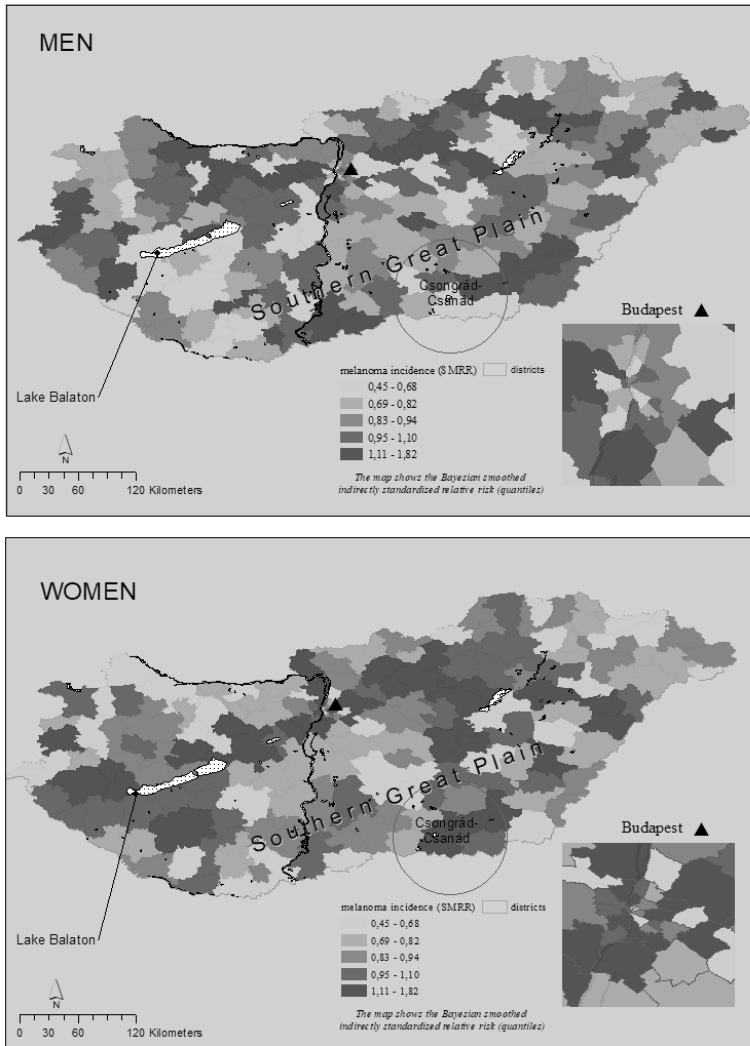 MEN
Southern Great Plain
Csongrád-
Csanád
Budapest
Lake Balaton
melanoma incidence (SMRR) districts
0,45 - 0,68
0,69 - 0,82
0,83 - 0,94
0,95 - 1,10
1,11 - 1,82
The map shows the Bayesian smoothed
indirectly standardized relative risk (quantiles)
N
0 30 60 120 Kilometers
WOMEN
Southern Great Plain
Csongrád-
Csanád
Budapest
Lake Balaton
melanoma incidence (SMRR) districts
0,45 - 0,68
0,69 - 0,82
0,83 - 0,94
0,95 - 1,10
1,11 - 1,82
The map shows the Bayesian smoothed
indirectly standardised relative risk (quantiles)
N
0 30 60 120 Kilometers